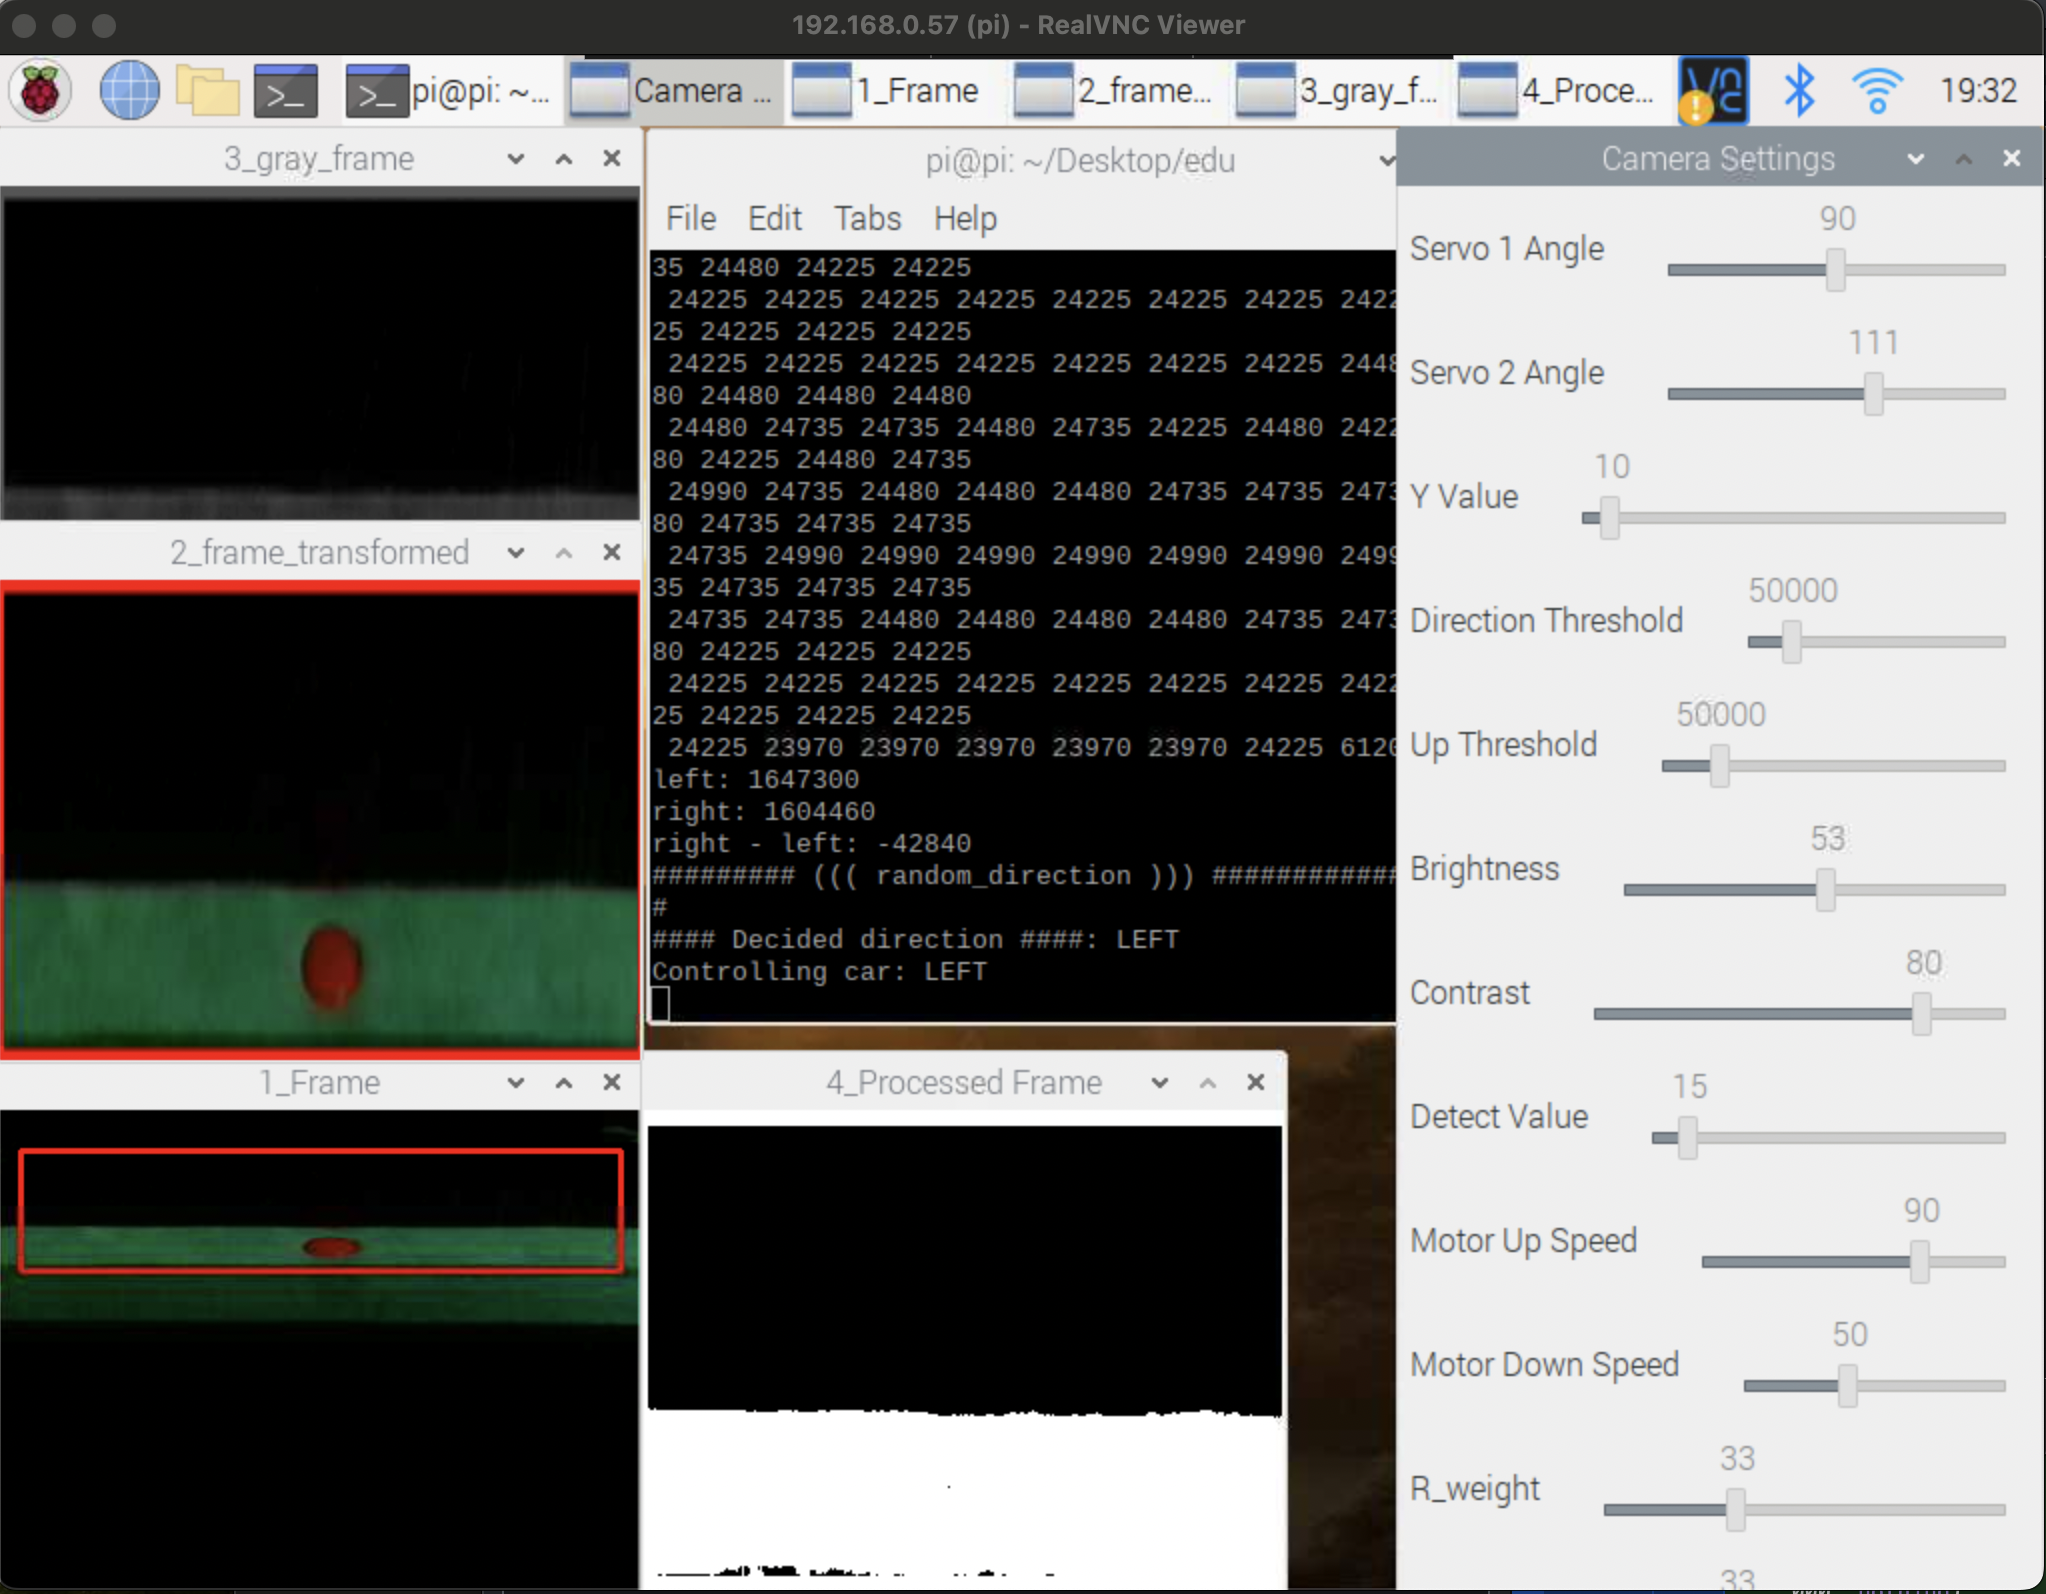 192.168.0.57 (pi) - RealVNC Viewer
pi@pi: ~... Camera ... 1_Frame 2_frame... 3_gray_f... 4_Proce... 19:32
3_gray_frame
2_frame_transformed
1_Frame
pi@pi: ~/Desktop/edu
File Edit Tabs Help
35 24480 24225 24225
24225 24225 24225 24225 24225 24225 24225 2422
25 24225 24225 24225
24225 24225 24225 24225 24225 24225 24225 2448
80 24480 24480 24480
24480 24735 24735 24480 24735 24225 24480 2422
80 24225 24480 24735
24990 24735 24480 24480 24480 24735 24735 2473
80 24735 24735 24735
24735 24990 24990 24990 24990 24990 24990 2499
35 24735 24735 24735
24735 24735 24480 24480 24480 24480 24735 2473
80 24225 24225 24225
24225 24225 24225 24225 24225 24225 24225 2422
25 24225 24225 24225
24225 23970 23970 23970 23970 23970 24225 6120
left: 1647300
right: 1604460
right - left: -42840
######### ((( random_direction ))) ############
#
#### Decided direction ####: LEFT
Controlling car: LEFT
4_Processed Frame
Camera Settings
90
Servo 1 Angle
111
Servo 2 Angle
10
Y Value
50000
Direction Threshold
50000
Up Threshold
53
Brightness
80
Contrast
15
Detect Value
90
Motor Up Speed
50
Motor Down Speed
33
R_weight
33